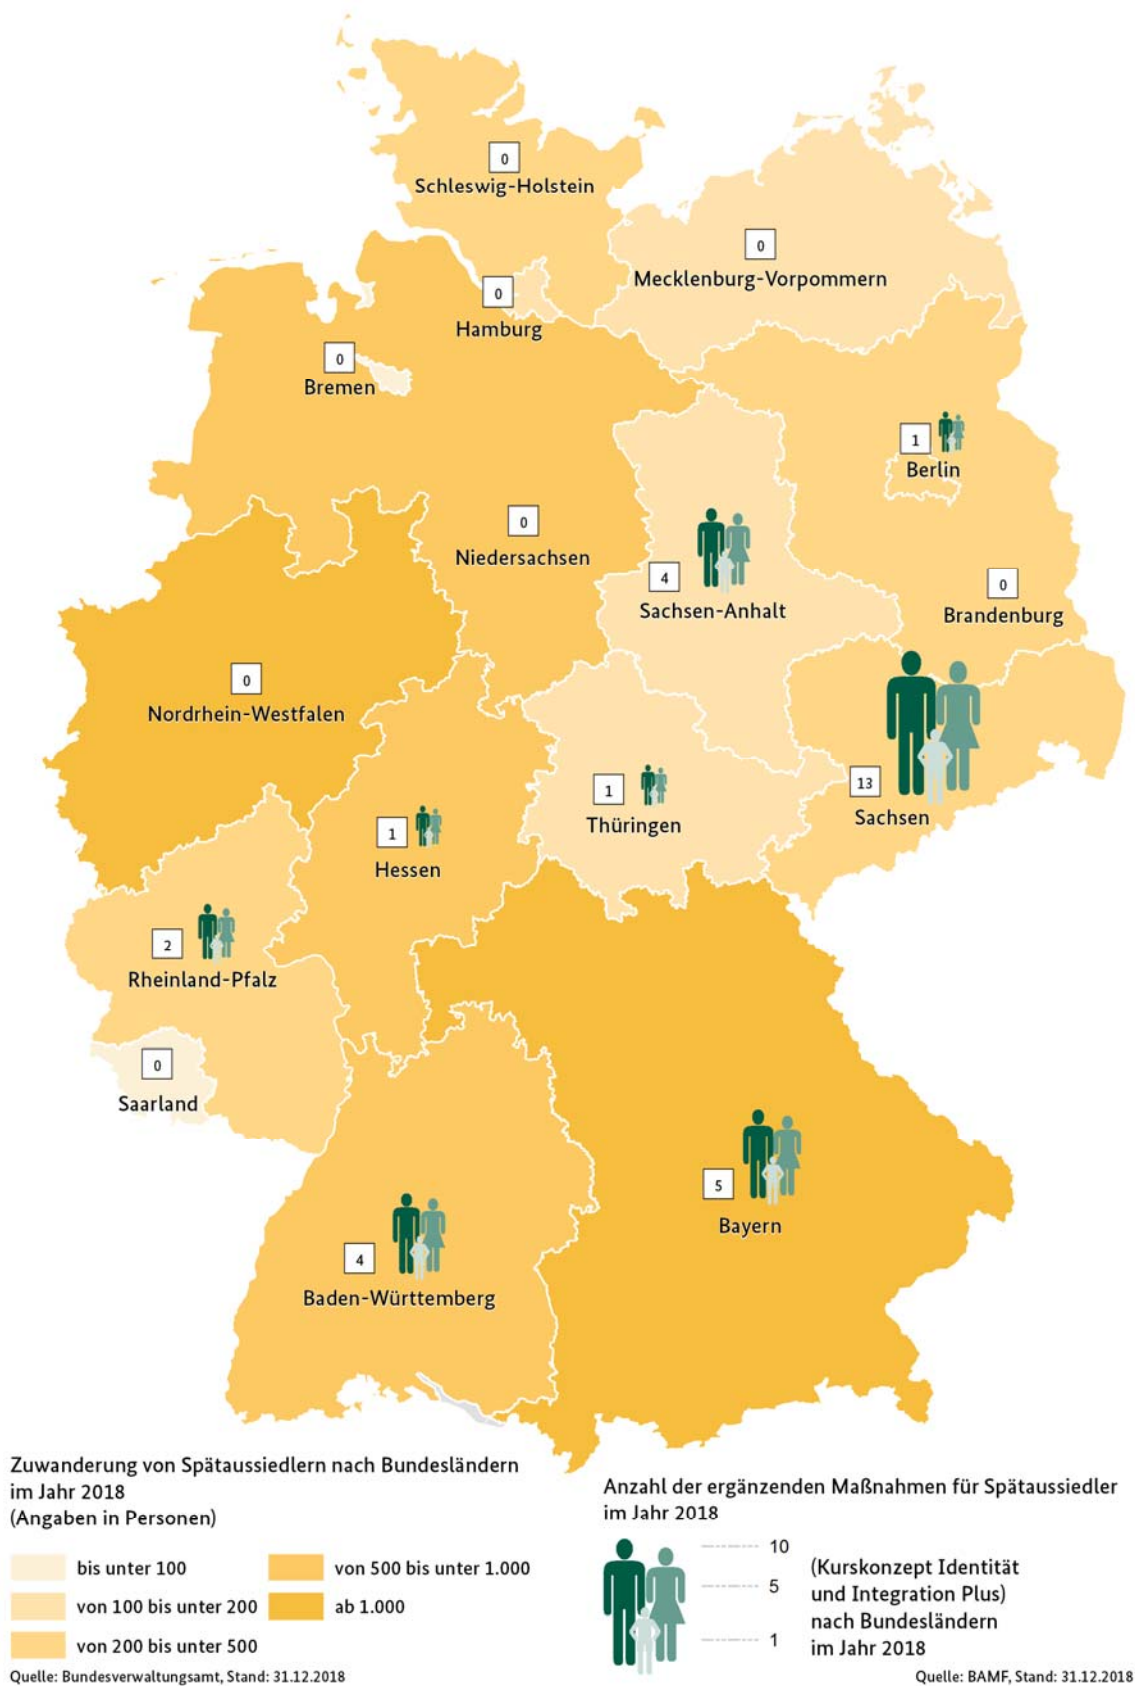 0
Schleswig-Holstein
0
Mecklenburg-Vorpommern
0
Hamburg
0
Bremen
1
Berlin
0
Niedersachsen
4
Sachsen-Anhalt
0
Brandenburg
0
Nordrhein-Westfalen
13
Sachsen
1
Thüringen
1
Hessen
2
Rheinland-Pfalz
0
Saarland
5
Bayern
4
Baden-Württemberg
Zuwanderung von Spätaussiedlern nach Bundesländern
im Jahr 2018
(Angaben in Personen)
bis unter 100
von 100 bis unter 200
von 200 bis unter 500
von 500 bis unter 1.000
ab 1.000
Quelle: Bundesverwaltungsamt, Stand: 31.12.2018
Anzahl der ergänzenden Maßnahmen für Spätaussiedler
im Jahr 2018
10
5
1
(Kurskonzept Identität
und Integration Plus)
nach Bundesländern
im Jahr 2018
Quelle: BAMF, Stand: 31.12.2018